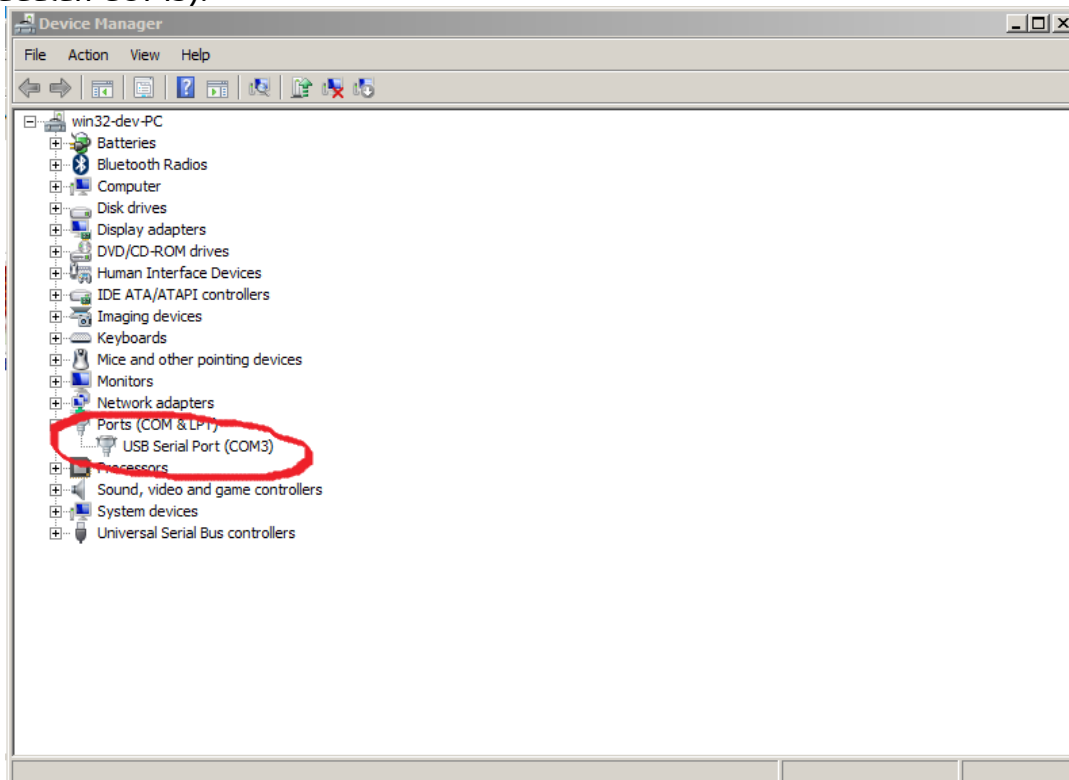 Device Manager
File Action View Help
win32-dev-PC
Batteries
Bluetooth Radios
Computer
Disk drives
Display adapters
DVD/CD-ROM drives
Human Interface Devices
IDE ATA/ATAPI controllers
Imaging devices
Keyboards
Mice and other pointing devices
Monitors
Network adapters
Ports (COM & LPT)
USB Serial Port (COM3)
Processors
Sound, video and game controllers
System devices
Universal Serial Bus controllers